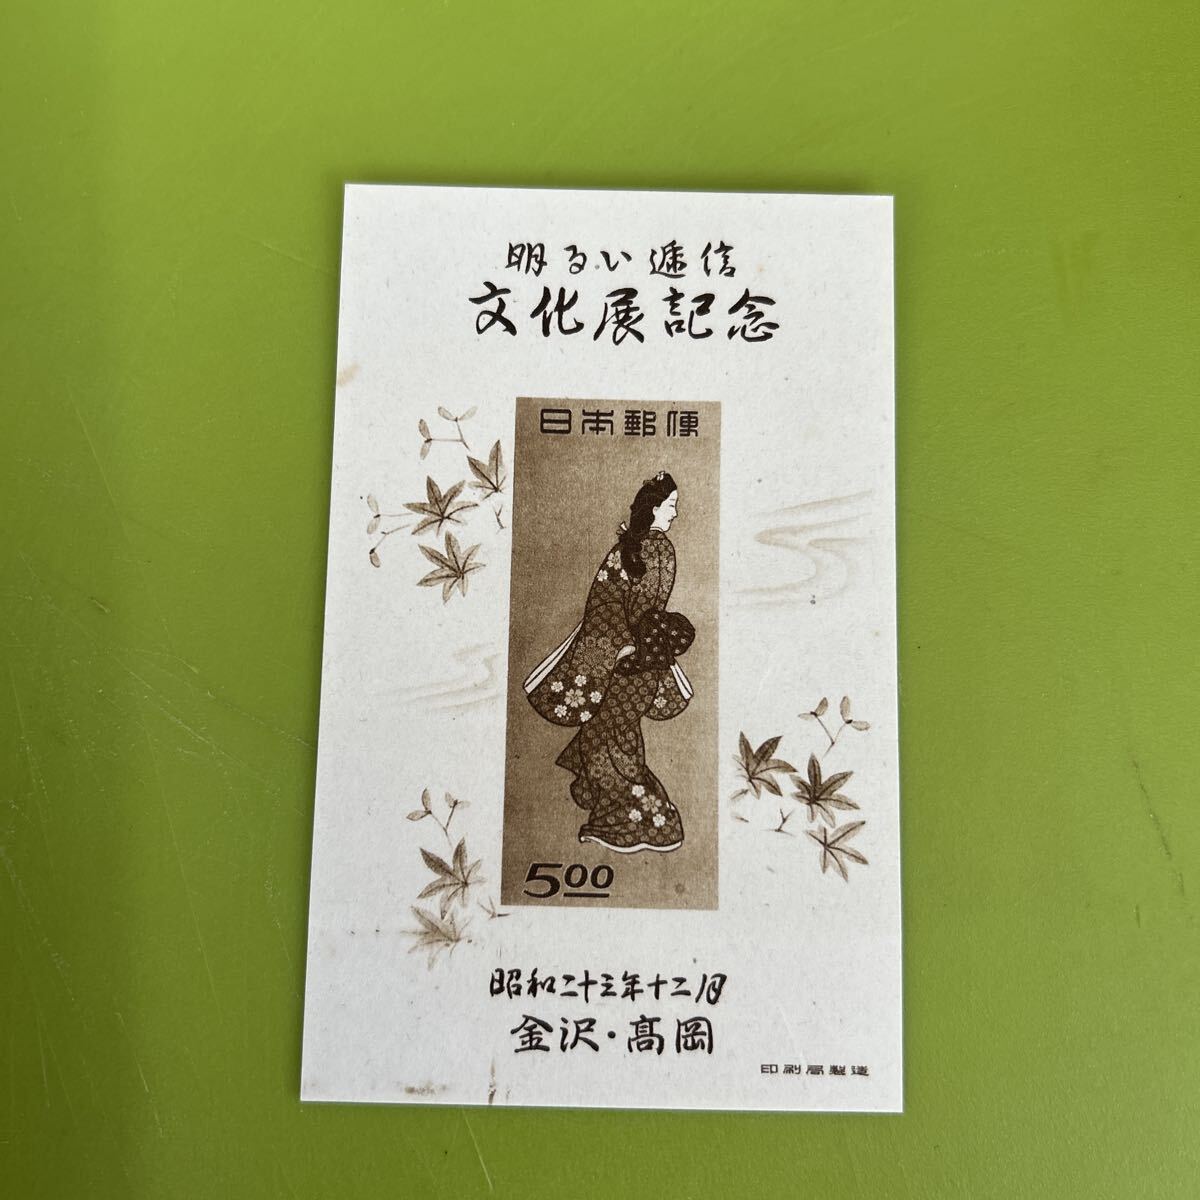 明るい逓信
文化展記念
日本郵便
5.00
昭和二十三年十二月
金沢・髙岡
印刷局製造